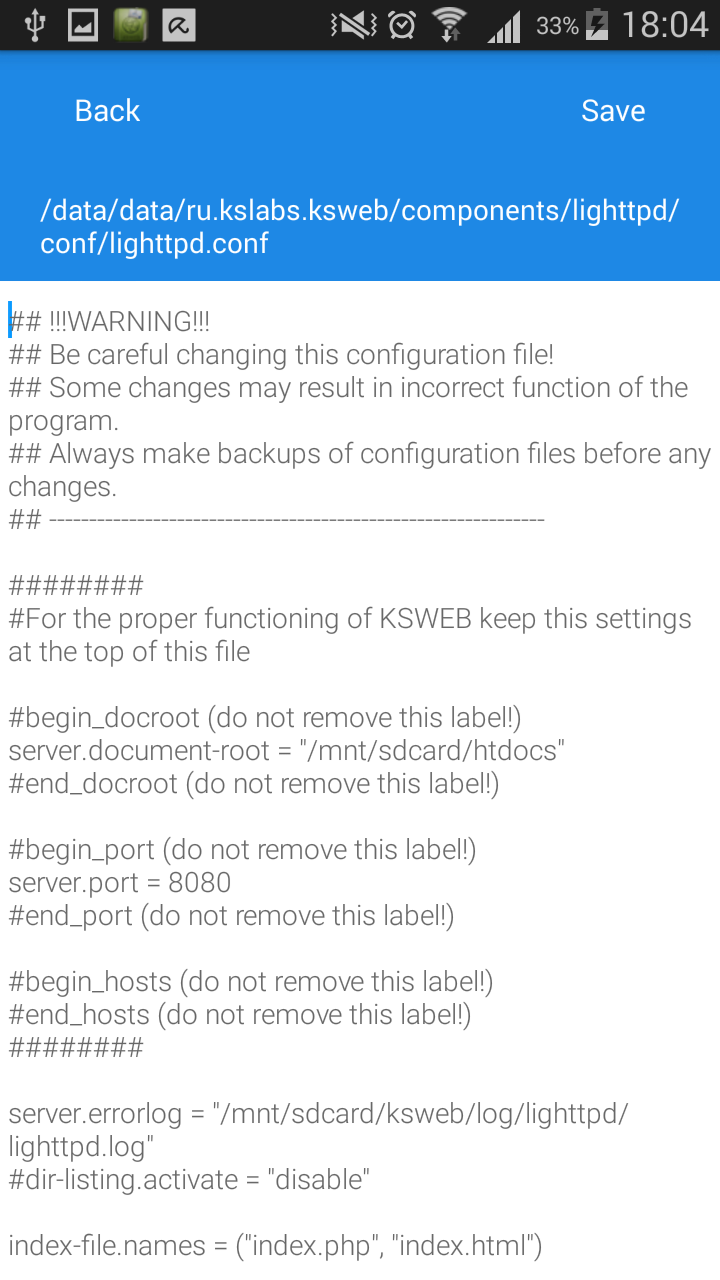 33% 18:04
Back Save
/data/data/ru.kslabs.ksweb/components/lighttpd/
conf/lighttpd.conf
## !!!WARNING!!!
## Be careful changing this configuration file!
## Some changes may result in incorrect function of the
program.
## Always make backups of configuration files before any
changes.
## --------------------------------------------------------------
########
#For the proper functioning of KSWEB keep this settings
at the top of this file
#begin_docroot (do not remove this label!)
server.document-root = "/mnt/sdcard/htdocs"
#end_docroot (do not remove this label!)
#begin_port (do not remove this label!)
server.port = 8080
#end_port (do not remove this label!)
#begin_hosts (do not remove this label!)
#end_hosts (do not remove this label!)
########
server.errorlog = "/mnt/sdcard/ksweb/log/lighttpd/
lighttpd.log"
#dir-listing.activate = "disable"
index-file.names = ("index.php", "index.html")